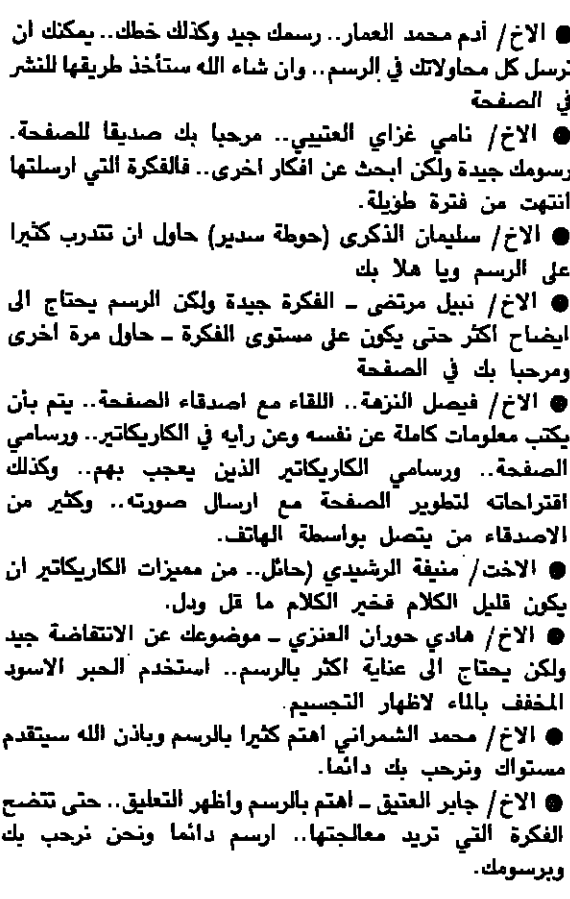 ● الاخ/ أدم محمد العمار.. رسمك جيد وكذلك خطك.. يمكنك ان
ترسل كل محاولاتك في الرسم.. وان شاء الله ستأخذ طريقها للنشر
في الصفحة
● الاخ/ نامي غزاي العتيبي.. مرحبا بك صديقا للصفحة.
رسومك جيدة ولكن ابحث عن افكار اخرى.. فالفكرة التي ارسلتها
انتهت من فترة طويلة.
● الاخ/ سليمان الذكرى (حوطة سدير) حاول ان تتدرب كثيرا
على الرسم ويا هلا بك
● الاخ/ نبيل مرتضى ـ الفكرة جيدة ولكن الرسم يحتاج الى
ايضاح اكثر حتى يكون على مستوى الفكرة ـ حاول مرة اخرى
ومرحبا بك في الصفحة
● الاخ/ فيصل النزهة.. اللقاء مع اصدقاء الصفحة.. يتم بأن
يكتب معلومات كاملة عن نفسه وعن رايه في الكاريكاتير.. ورسامي
الصفحة.. ورسامي الكاريكاتير الذين يعجب بهم.. وكذلك
اقتراحاته لتطوير الصفحة مع ارسال صورته.. وكثير من
الاصدقاء من يتصل بواسطة الهاتف.
● الاخت/ منيفة الرشيدي (حائل.. من مميزات الكاريكاتير ان
يكون قليل الكلام فخير الكلام ما قل ودل.
● الاخ/ هادي حوران العنزي ـ موضوعك عن الانتقاضة جيد
ولكن يحتاج الى عناية اكثر بالرسم.. استخدم الحبر الاسود
المخفف بالماء لاظهار التجسيم.
● الاخ/ محمد الشمراني اهتم كثيرا بالرسم وباذن الله سيتقدم
مستواك ونرحب بك دائما.
● الاخ/ جابر العتيق ـ اهتم بالرسم واظهر التعليق.. حتى تتضح
الفكرة التي تريد معالجتها.. ارسم دائما ونحن نرحب بك
وبرسومك.